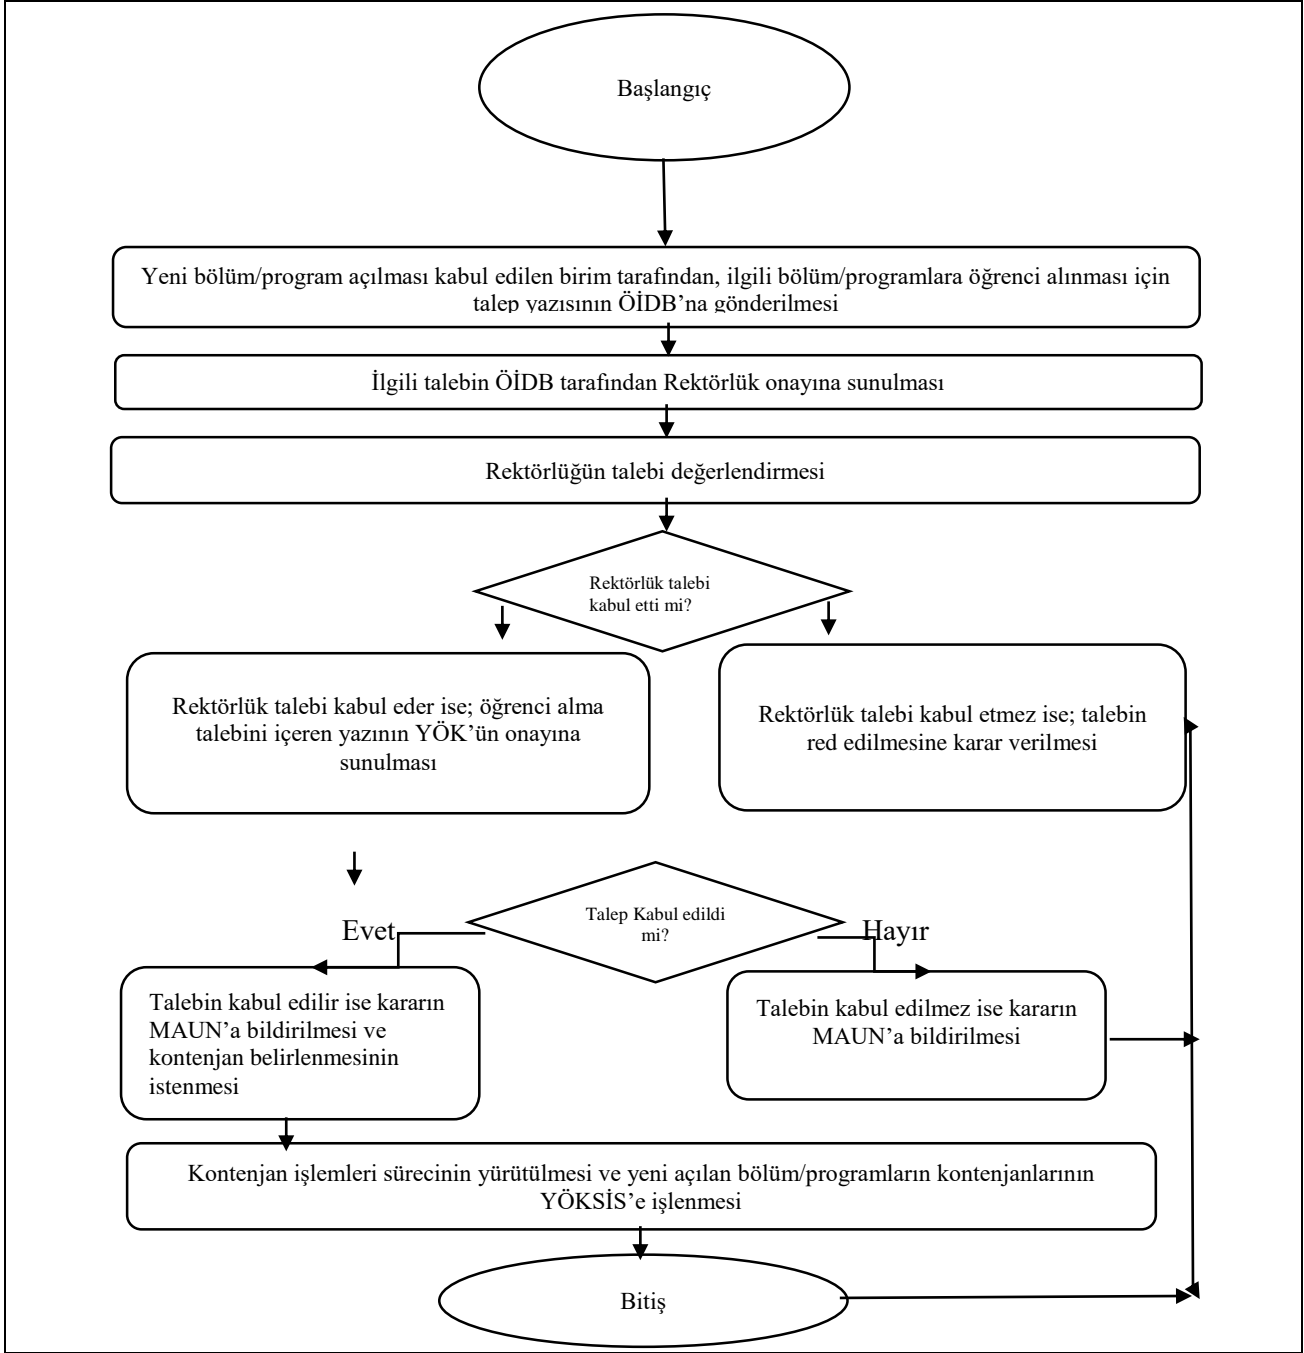 Başlangıç
Yeni bölüm/program açılması kabul edilen birim tarafından, ilgili bölüm/programlara öğrenci alınması için
talep yazısının ÖİDB’na gönderilmesi
İlgili talebin ÖİDB tarafından Rektörlük onayına sunulması
Rektörlüğün talebi değerlendirmesi
Rektörlük talebi
kabul etti mi?
Rektörlük talebi kabul eder ise; öğrenci alma
talebini içeren yazının YÖK’ün onayına
sunulması
Rektörlük talebi kabul etmez ise; talebin
red edilmesine karar verilmesi
Talep Kabul edildi
mi?
Evet
Hayır
Talebin kabul edilir ise kararın
MAUN’a bildirilmesi ve
kontenjan belirlenmesinin
istenmesi
Talebin kabul edilmez ise kararın
MAUN’a bildirilmesi
Kontenjan işlemleri sürecinin yürütülmesi ve yeni açılan bölüm/programların kontenjanlarının
YÖKSİS’e işlenmesi
Bitiş